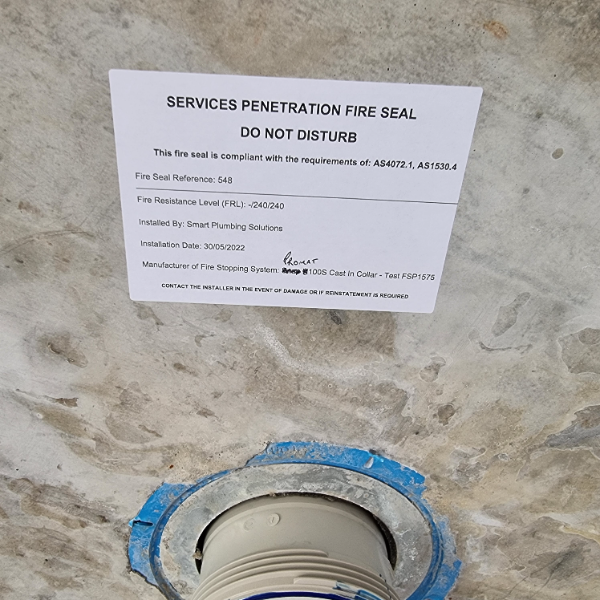 SERVICES PENETRATION FIRE SEAL
DO NOT DISTURB
This fire seal is compliant with the requirements of: AS4072.1, AS1530.4
Fire Seal Reference: 548
Fire Resistance Level (FRL): -/240/240
Installed By: Smart Plumbing Solutions
Installation Date: 30/05/2022
PROMAT
Manufacturer of Fire Stopping System: 100S Cast In Collar - Test FSP1575
CONTACT THE INSTALLER IN THE EVENT OF DAMAGE OR IF REINSTATEMENT IS REQUIRED